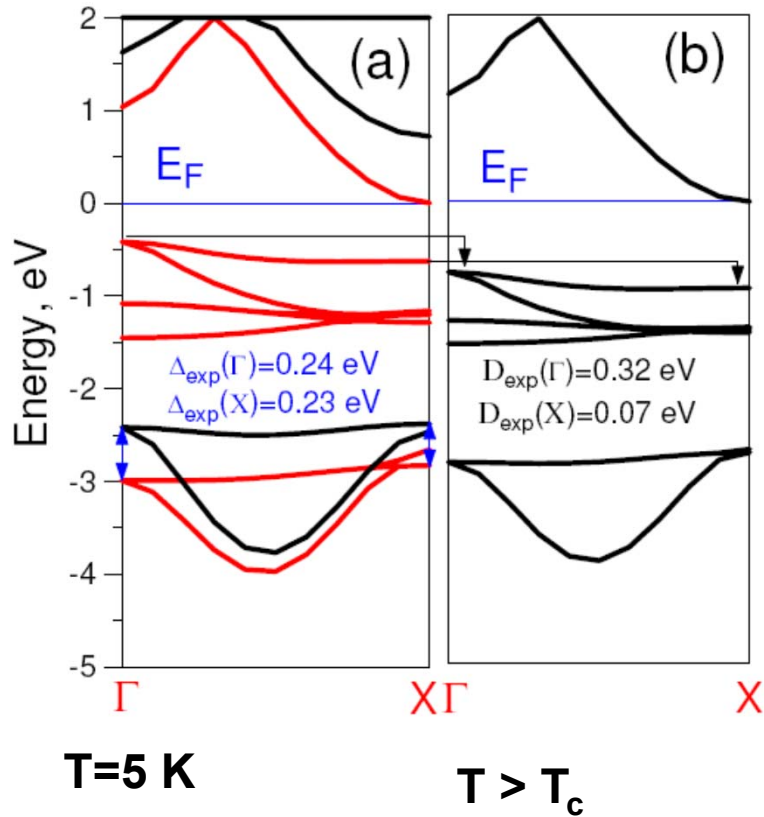 (a)
(b)
2
1
0
-1
-2
-3
-4
-5
Energy, eV
E_F
E_F
Δ_exp(Γ)=0.24 eV
Δ_exp(X)=0.23 eV
D_exp(Γ)=0.32 eV
D_exp(X)=0.07 eV
Γ
X
Γ
X
T=5 K
T > T_c